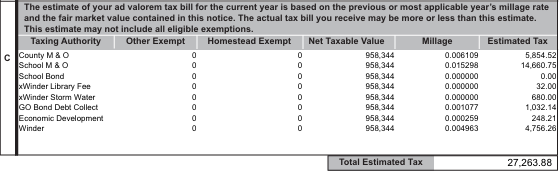 The estimate of your ad valorem tax bill for the current year is based on the previous or most applicable year's millage rate
and the fair market value contained in this notice. The actual tax bill you receive may be more or less than this estimate.
This estimate may not include all eligible exemptions.
Taxing Authority Other Exempt Homestead Exempt Net Taxable Value Millage Estimated Tax
C
County M & O 0 0 958,344 0.006109 5,854.52
School M & O 0 0 958,344 0.015298 14,660.75
School Bond 0 0 958,344 0.000000 0.00
xWinder Library Fee 0 0 958,344 0.000000 32.00
xWinder Storm Water 0 0 958,344 0.000000 680.00
GO Bond Debt Collect 0 0 958,344 0.001077 1,032.14
Economic Development 0 0 958,344 0.000259 248.21
Winder 0 0 958,344 0.004963 4,756.26
Total Estimated Tax 27,263.88